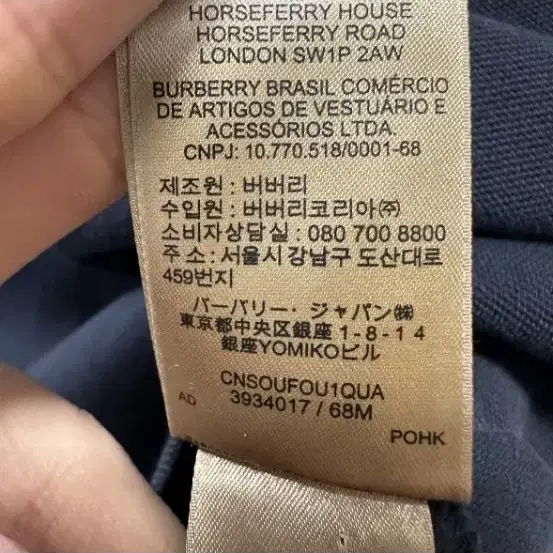 HORSEFERRY HOUSE
HORSEFERRY ROAD
LONDON SW1P 2AW
BURBERRY BRASIL COMÉRCIO
DE ARTIGOS DE VESTUÁRIO E
ACESSÓRIOS LTDA.
CNPJ: 10.770.518/0001-68
제조원 : 버버리
수입원 : 버버리코리아㈜
소비자상담실 : 080 700 8800
주소 : 서울시 강남구 도산대로
459번지
バーバリー・ジャパン㈱
東京都中央区銀座1-8-14
銀座YOMIKOビル
CNSOUFOU1QUA
AD 3934017 / 68M
POHK